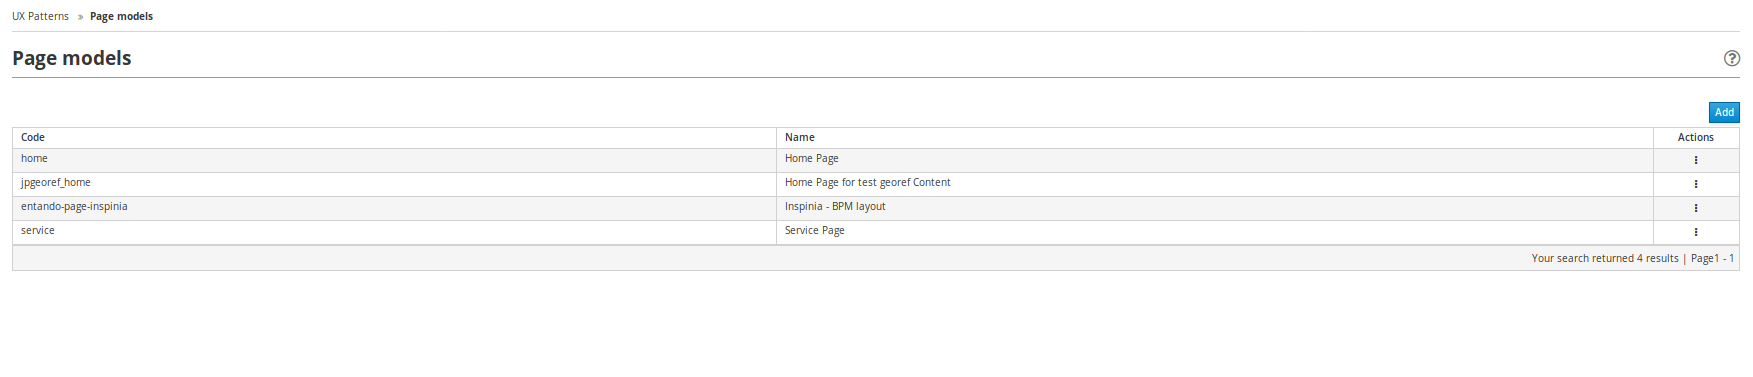 UX Patterns » Page models
Page models
Add
Code Name Actions
home Home Page
jpgeoref_home Home Page for test georef Content
entando-page-inspinia Inspinia - BPM layout
service Service Page
Your search returned 4 results | Page1 - 1